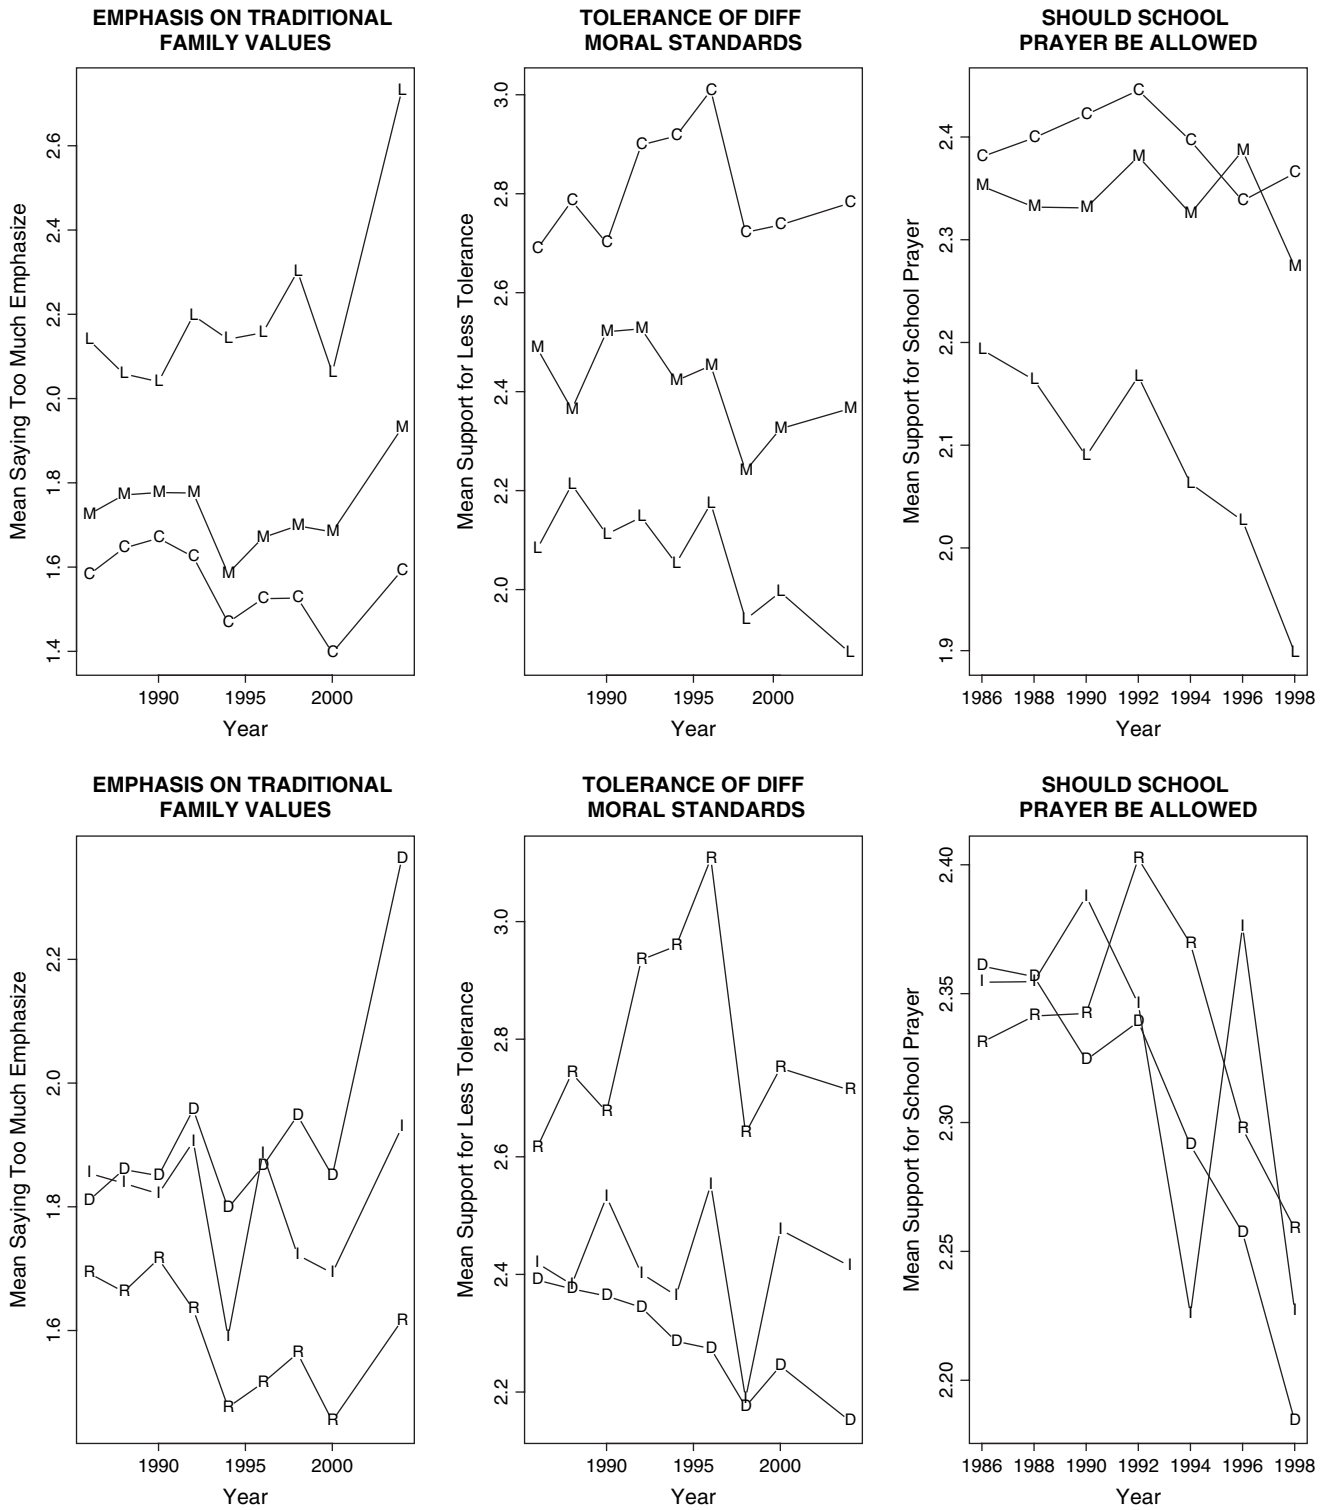 EMPHASIS ON TRADITIONAL
FAMILY VALUES
Mean Saying Too Much Emphasize
2.6
2.4
2.2
2.0
1.8
1.6
1.4
L L L L L L L L L
M M M M M M M M M
C C C C C C C C C
1990 1995 2000
Year
TOLERANCE OF DIFF
MORAL STANDARDS
Mean Support for Less Tolerance
3.0
2.8
2.6
2.4
2.2
2.0
C C C C C C C C C
M M M M M M M M M
L L L L L L L L L
1990 1995 2000
Year
SHOULD SCHOOL
PRAYER BE ALLOWED
Mean Support for School Prayer
2.4
2.3
2.2
2.1
2.0
1.9
C C C C C C C
M M M M M M M
L L L L L L L
1986 1988 1990 1992 1994 1996 1998
Year
EMPHASIS ON TRADITIONAL
FAMILY VALUES
Mean Saying Too Much Emphasize
2.2
2.0
1.8
1.6
D D D D D D D D D
I I I I I I I I I
R R R R R R R R R
1990 1995 2000
Year
TOLERANCE OF DIFF
MORAL STANDARDS
Mean Support for Less Tolerance
3.0
2.8
2.6
2.4
2.2
R R R R R R R R R
I I I I I I I I I
D D D D D D D D D
1990 1995 2000
Year
SHOULD SCHOOL
PRAYER BE ALLOWED
Mean Support for School Prayer
2.40
2.35
2.30
2.25
2.20
D D D D D D D
I I I I I I I
R R R R R R R
1986 1988 1990 1992 1994 1996 1998
Year